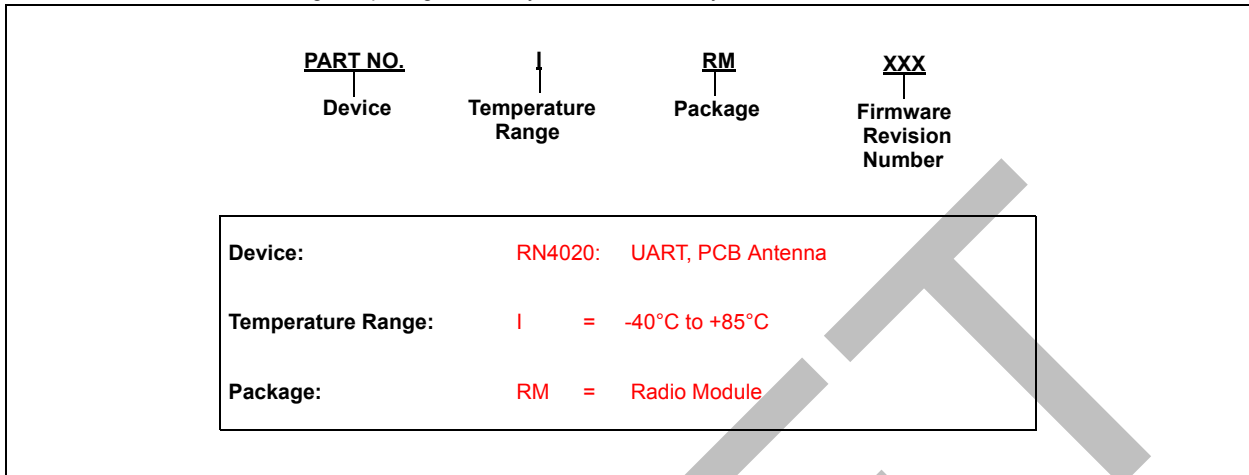 PART NO. I RM XXX
Device Temperature Range Package Firmware Revision Number
Device: RN4020: UART, PCB Antenna
Temperature Range: I = -40°C to +85°C
Package: RM = Radio Module